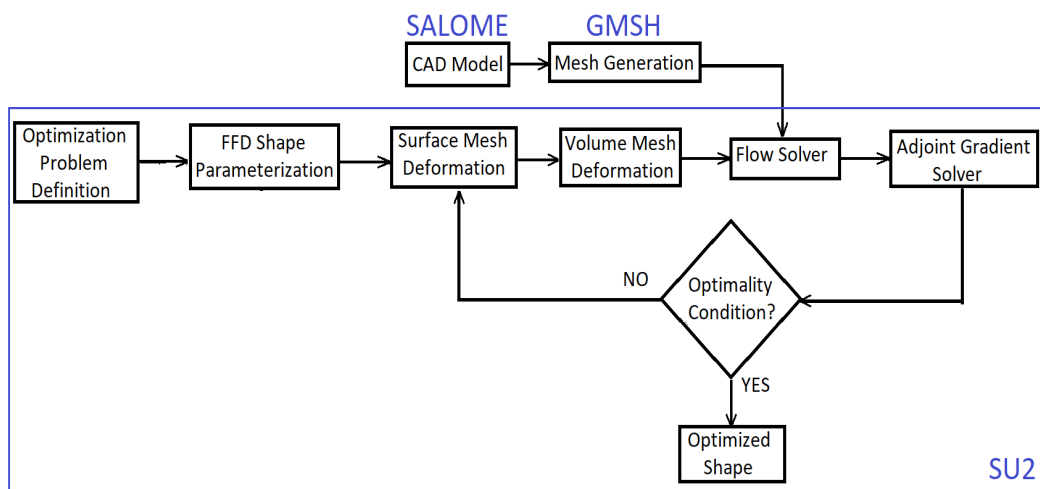 SALOME
GMSH
CAD Model
Mesh Generation
Optimization
Problem
Definition
FFD Shape
Parameterization
Surface Mesh
Deformation
Volume Mesh
Deformation
Flow Solver
Adjoint Gradient
Solver
NO
Optimality
Condition?
YES
Optimized
Shape
SU2